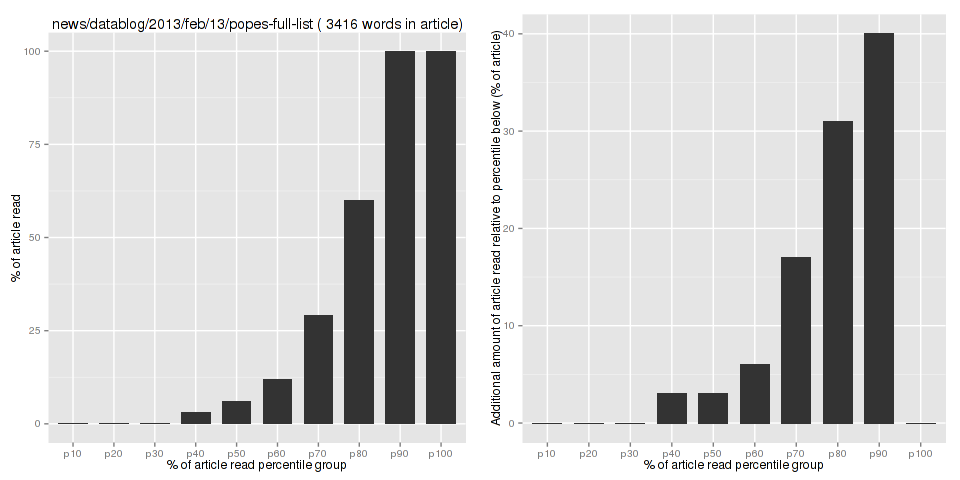 news/datablog/2013/feb/13/popes-full-list ( 3416 words in article)
% of article read
100
75
50
25
0
p10 p20 p30 p40 p50 p60 p70 p80 p90 p100
% of article read percentile group
Additional amount of article read relative to percentile below (% of article)
40
30
20
10
0
p10 p20 p30 p40 p50 p60 p70 p80 p90 p100
% of article read percentile group